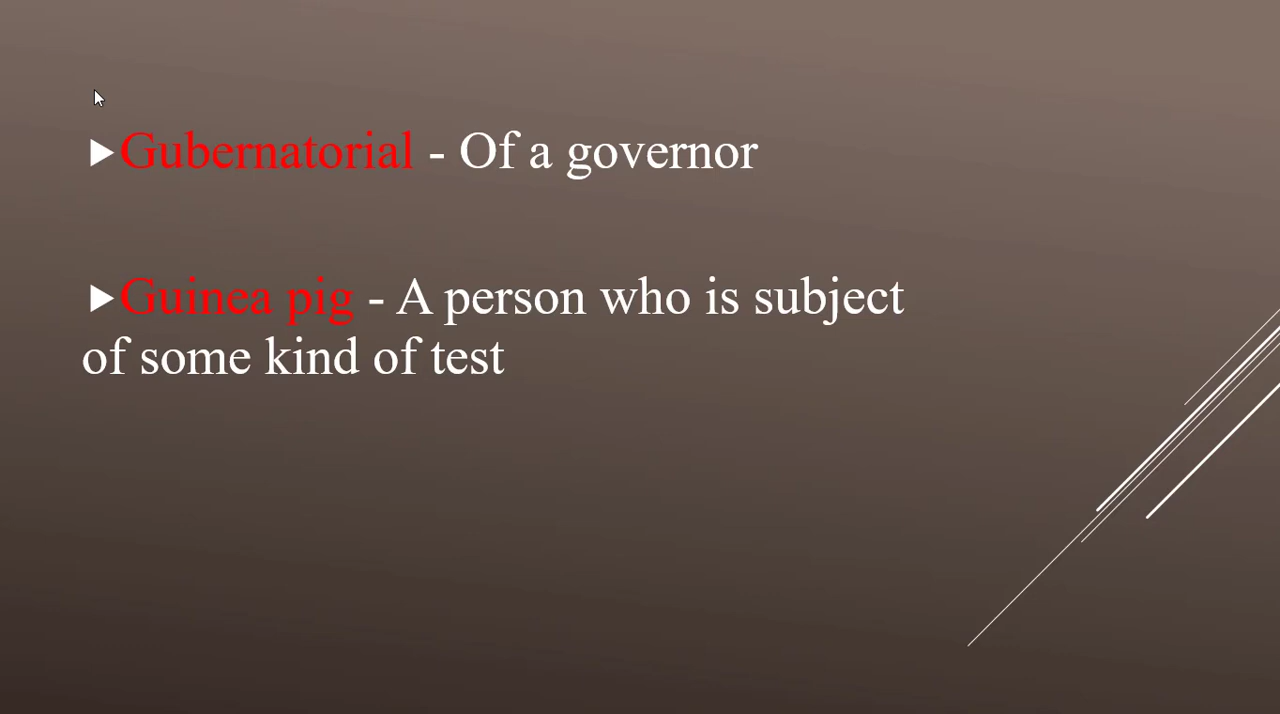 Gubernatorial - Of a governor
Guinea pig - A person who is subject
of some kind of test